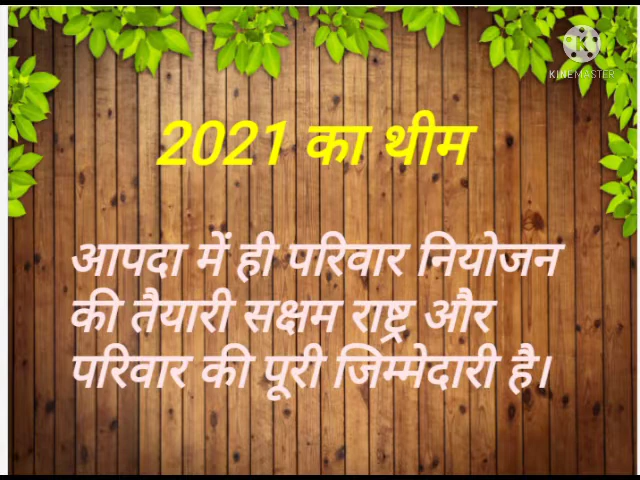 KINEMASTER
2021 का थीम
आपदा में ही परिवार नियोजन
की तैयारी सक्षम राष्ट्र और
परिवार की पूरी जिम्मेदारी है।